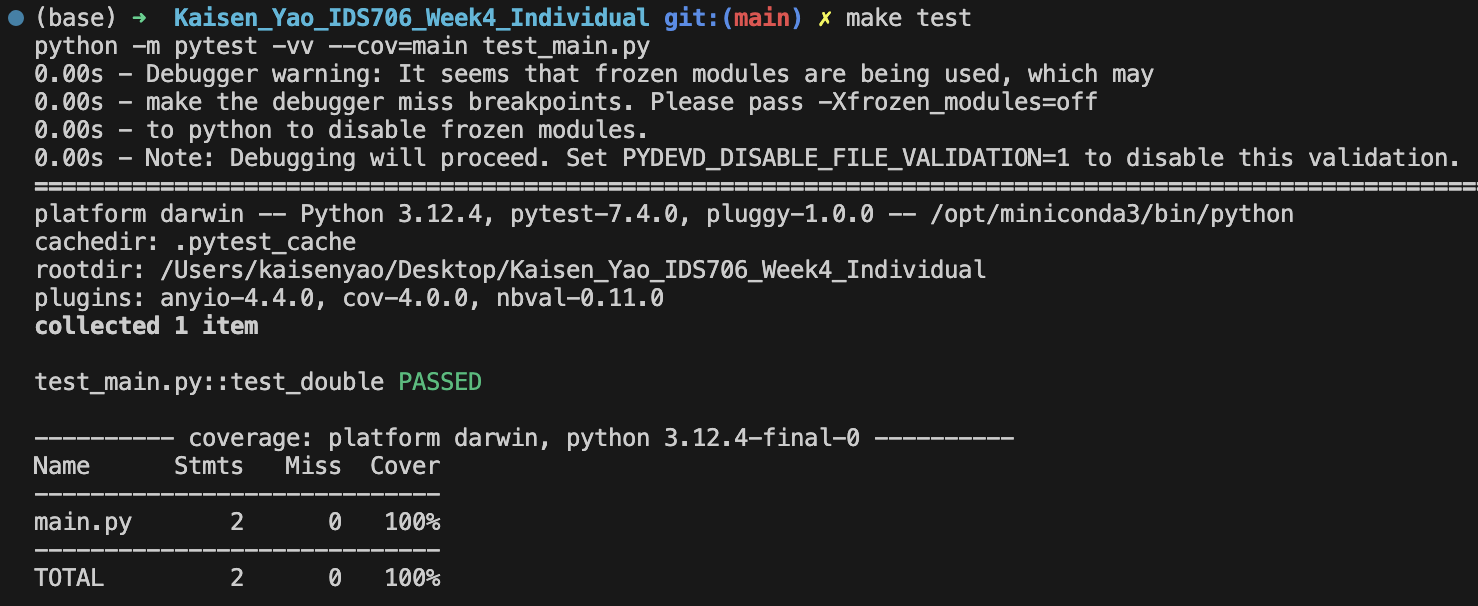 (base) ➜  Kaisen_Yao_IDS706_Week4_Individual git:(main) ✗ make test
python -m pytest -vv --cov=main test_main.py
0.00s - Debugger warning: It seems that frozen modules are being used, which may
0.00s - make the debugger miss breakpoints. Please pass -Xfrozen_modules=off
0.00s - to python to disable frozen modules.
0.00s - Note: Debugging will proceed. Set PYDEVD_DISABLE_FILE_VALIDATION=1 to disable this validation.
=======================================================================================================
platform darwin -- Python 3.12.4, pytest-7.4.0, pluggy-1.0.0 -- /opt/miniconda3/bin/python
cachedir: .pytest_cache
rootdir: /Users/kaisenyao/Desktop/Kaisen_Yao_IDS706_Week4_Individual
plugins: anyio-4.4.0, cov-4.0.0, nbval-0.11.0
collected 1 item
test_main.py::test_double PASSED
---------- coverage: platform darwin, python 3.12.4-final-0 ----------
Name      Stmts   Miss  Cover
-----------------------------
main.py       2      0   100%
-----------------------------
TOTAL         2      0   100%